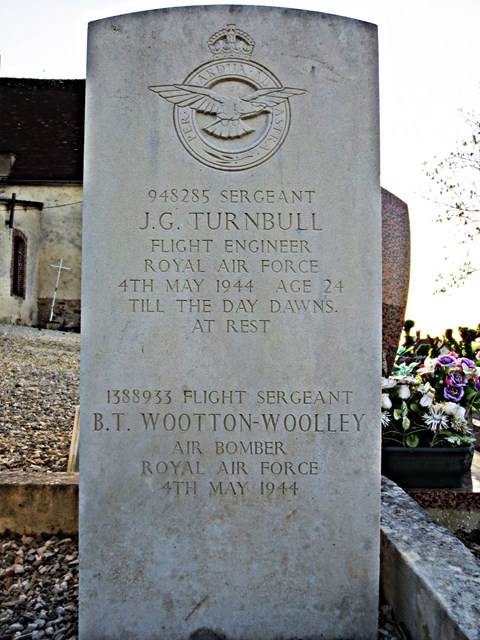 PER ARDUA AD ASTRA
948285 SERGEANT
J.G. TURNBULL
FLIGHT ENGINEER
ROYAL AIR FORCE
4TH MAY 1944 AGE 24
TILL THE DAY DAWNS.
AT REST
1388933 FLIGHT SERGEANT
B.T. WOOTTON-WOOLLEY
AIR BOMBER
ROYAL AIR FORCE
4TH MAY 1944